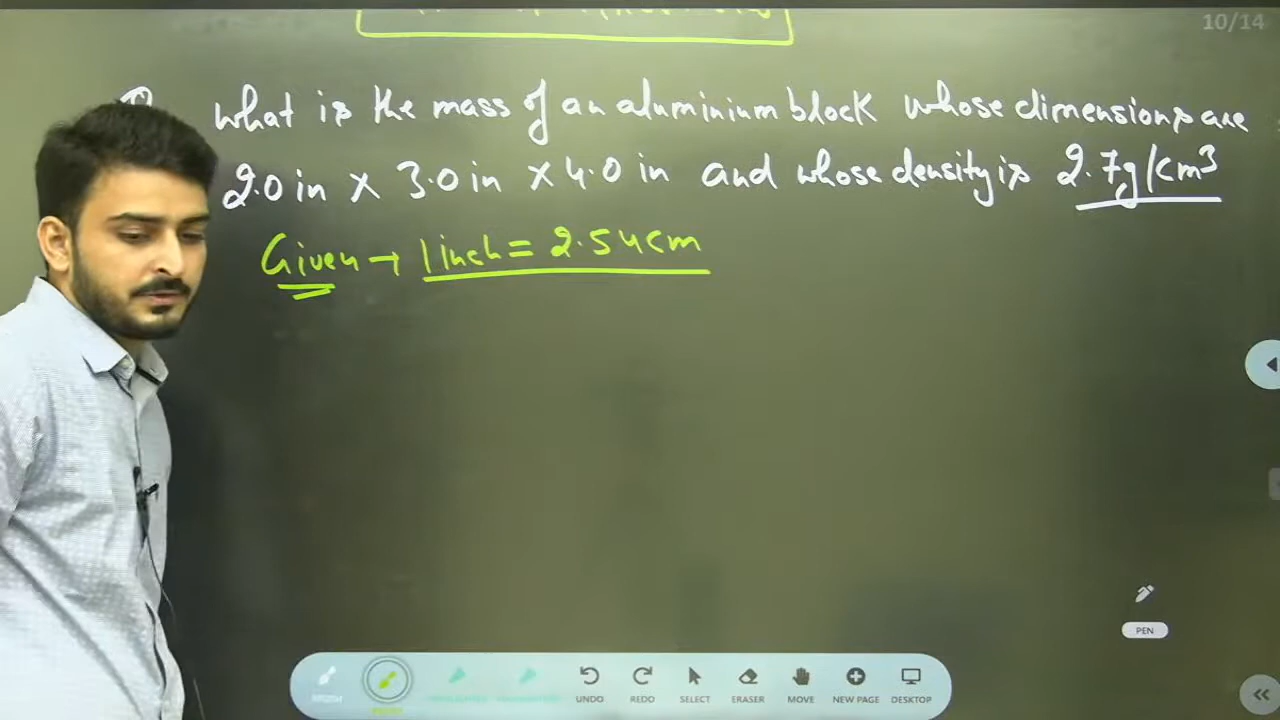 10/14
Q. what is the mass of an aluminium block whose dimensions are
2.0 in x 3.0 in x 4.0 in and whose density is 2.7g/cm³
Given → 1 inch = 2.54cm
PEN
UNDO REDO SELECT ERASER MOVE NEW PAGE DESKTOP